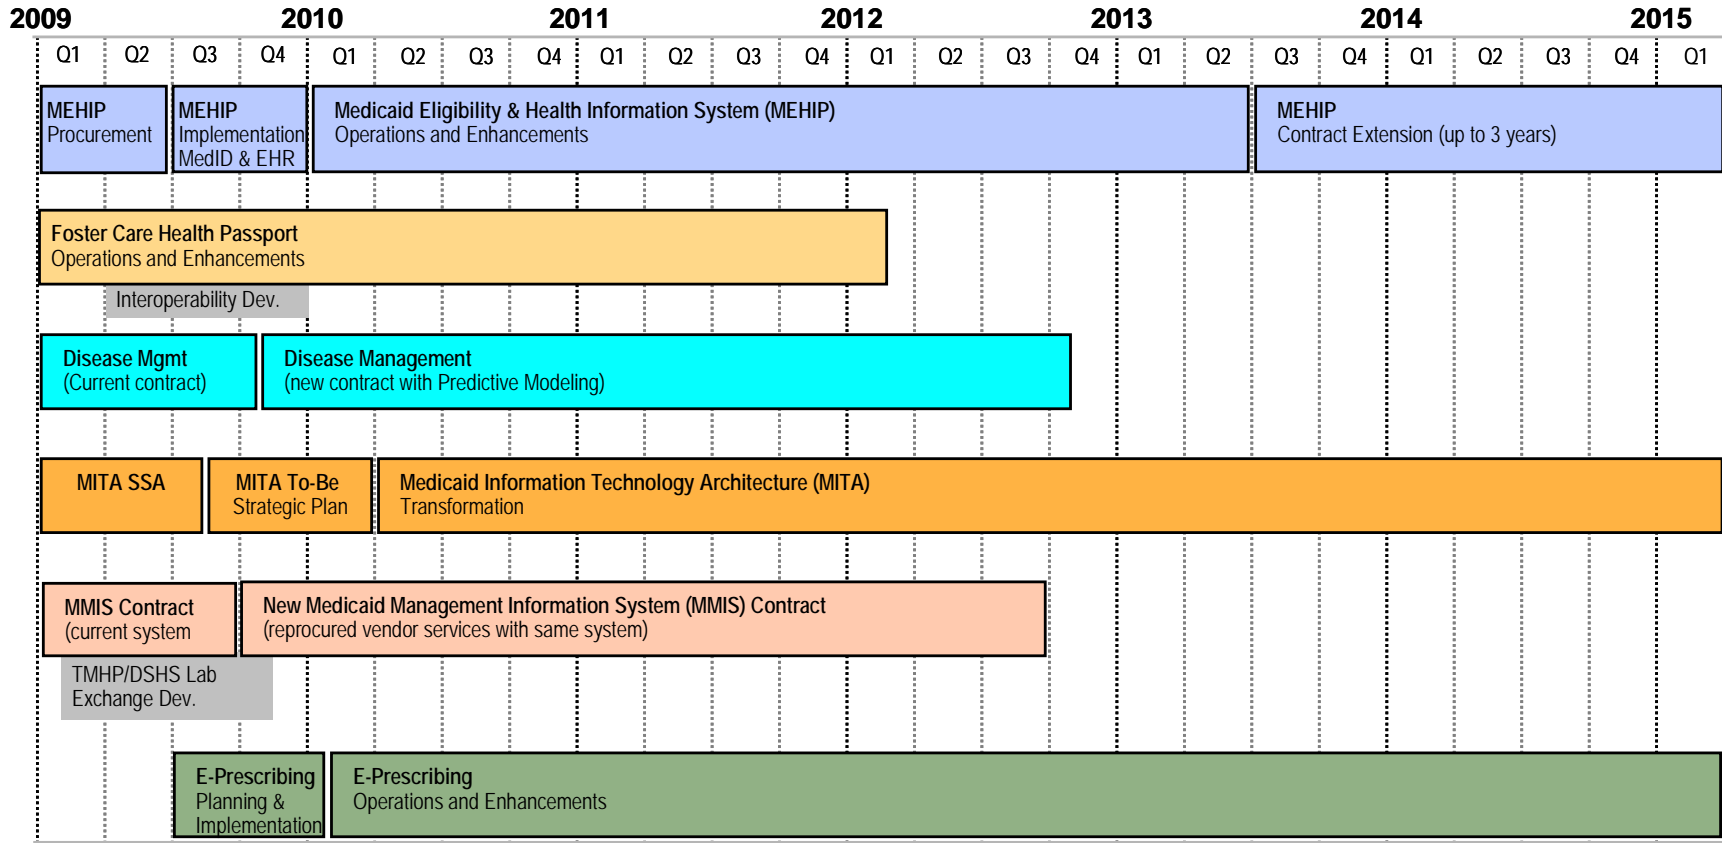 2009 2010 2011 2012 2013 2014 2015
Q1 Q2 Q3 Q4 Q1 Q2 Q3 Q4 Q1 Q2 Q3 Q4 Q1 Q2 Q3 Q4 Q1 Q2 Q3 Q4 Q1 Q2 Q3 Q4 Q1
MEHIP
Procurement
MEHIP
Implementation
MedID & EHR
Medicaid Eligibility & Health Information System (MEHIP)
Operations and Enhancements
MEHIP
Contract Extension (up to 3 years)
Foster Care Health Passport
Operations and Enhancements
Interoperability Dev.
Disease Mgmt
(Current contract)
Disease Management
(new contract with Predictive Modeling)
MITA SSA
MITA To-Be
Strategic Plan
Medicaid Information Technology Architecture (MITA)
Transformation
MMIS Contract
(current system
New Medicaid Management Information System (MMIS) Contract
(reprocured vendor services with same system)
TMHP/DSHS Lab
Exchange Dev.
E-Prescribing
Planning &
Implementation
E-Prescribing
Operations and Enhancements